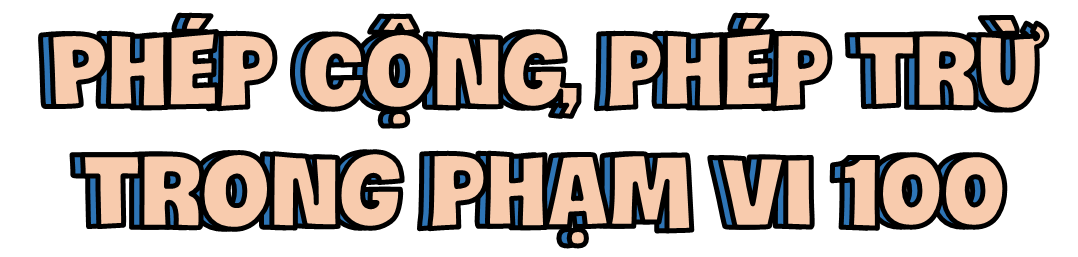 PHÉP CỘNG, PHÉP TRỪ
TRONG PHẠM VI 100